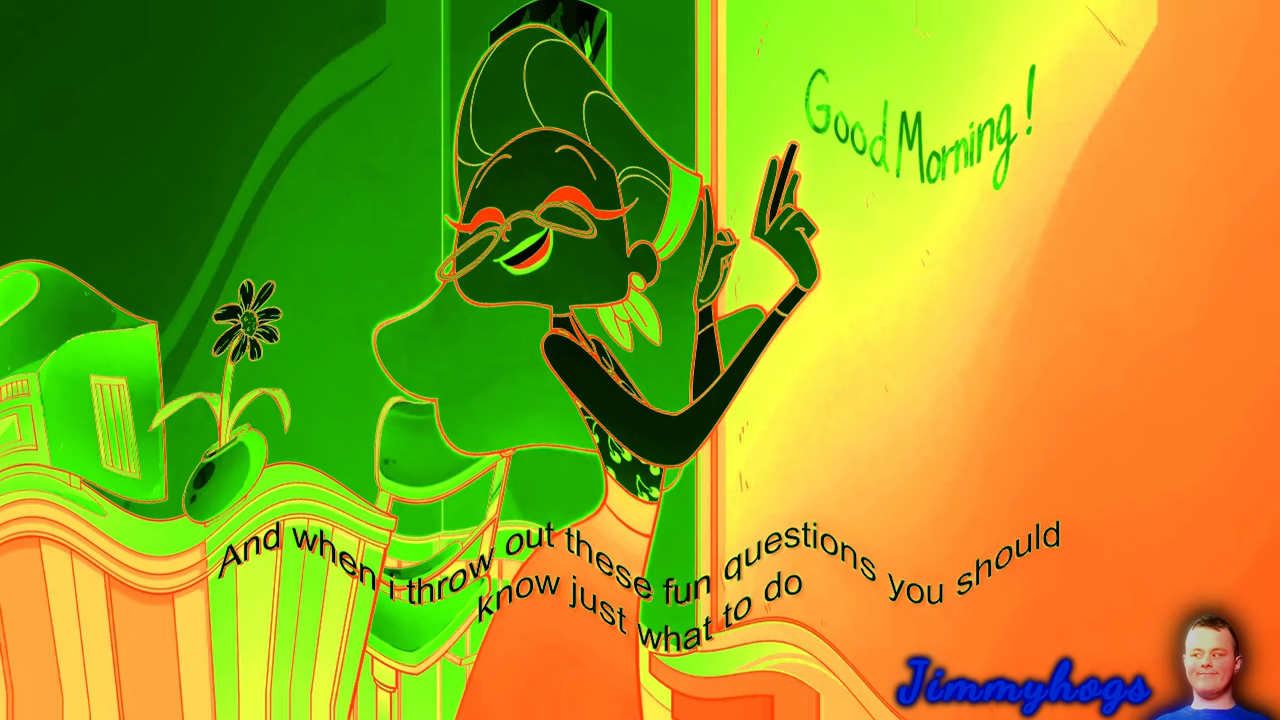 Good Morning!
And when i throw out these fun questions you should
know just what to do
Jimmyhogs